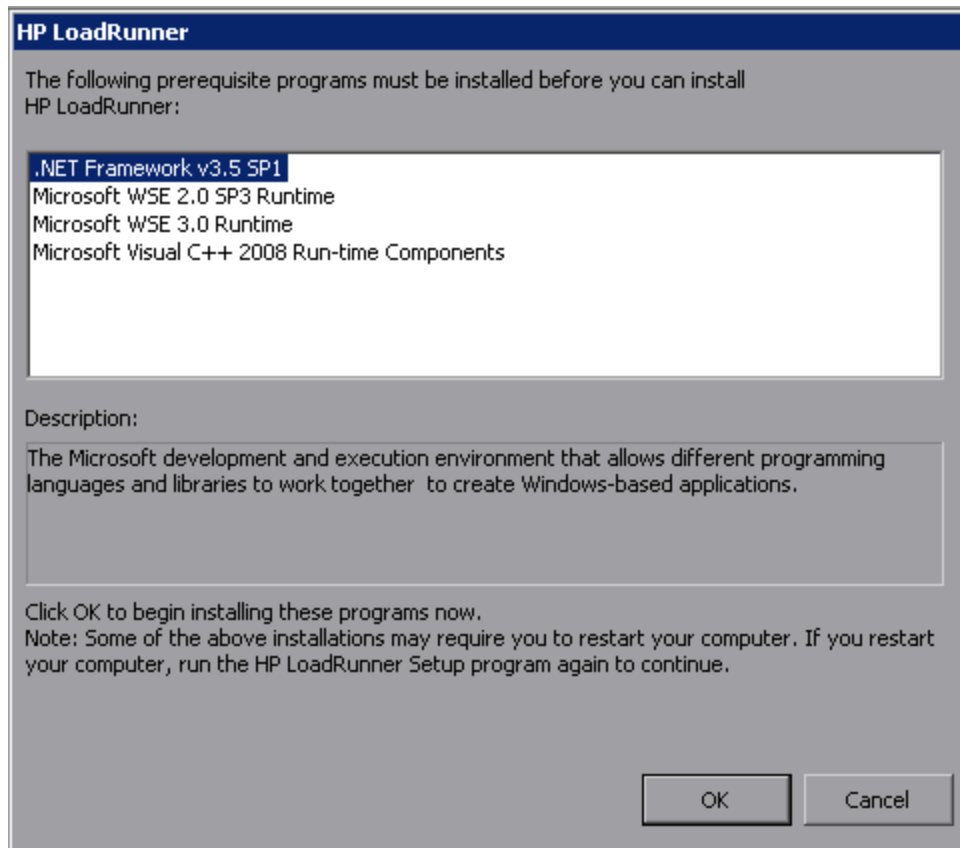 HP LoadRunner
The following prerequisite programs must be installed before you can install
HP LoadRunner:
.NET Framework v3.5 SP1
Microsoft WSE 2.0 SP3 Runtime
Microsoft WSE 3.0 Runtime
Microsoft Visual C++ 2008 Run-time Components
Description:
The Microsoft development and execution environment that allows different programming
languages and libraries to work together  to create Windows-based applications.
Click OK to begin installing these programs now.
Note: Some of the above installations may require you to restart your computer. If you restart
your computer, run the HP LoadRunner Setup program again to continue.
OK
Cancel